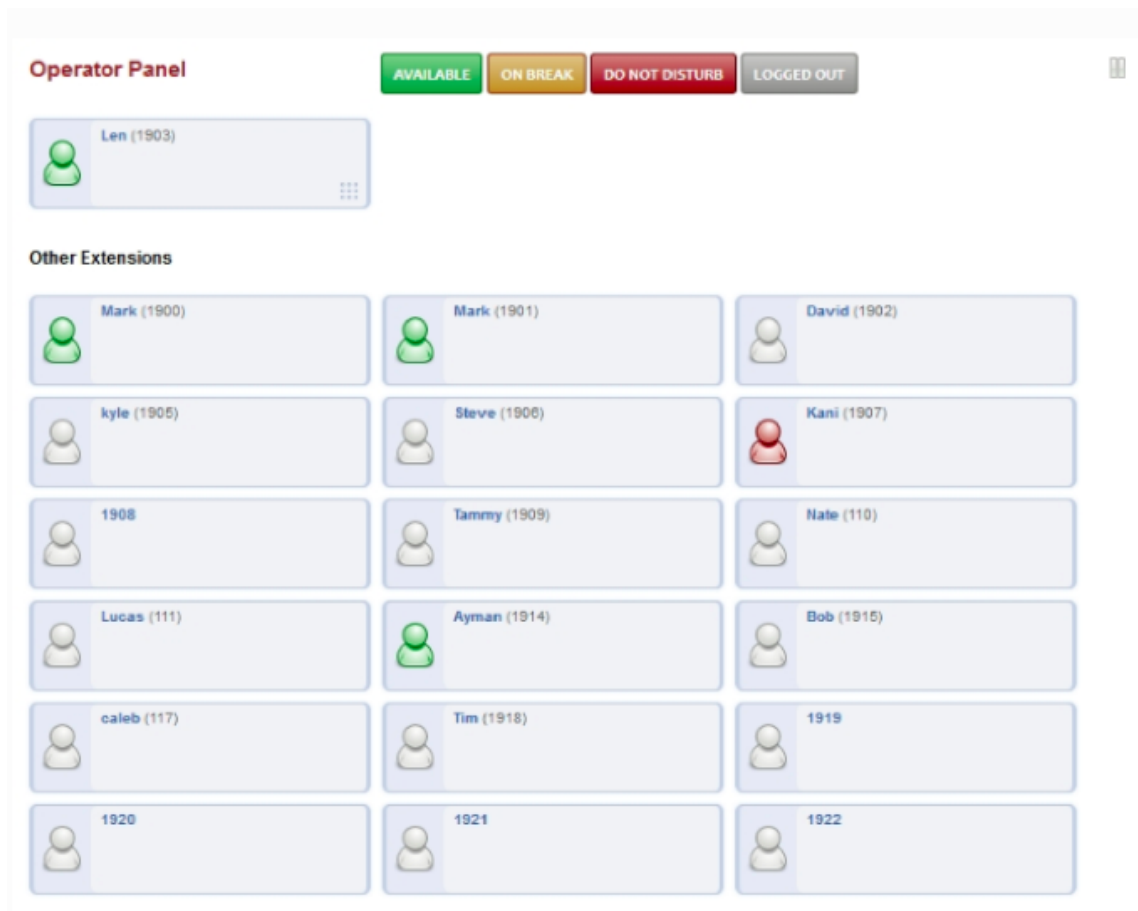 Operator Panel
AVAILABLE ON BREAK DO NOT DISTURB LOGGED OUT
Len (1903)
Other Extensions
Mark (1900)
Mark (1901)
David (1902)
kyle (1905)
Steve (1906)
Kani (1907)
1908
Tammy (1909)
Nate (110)
Lucas (111)
Ayman (1914)
Bob (1915)
caleb (117)
Tim (1918)
1919
1920
1921
1922